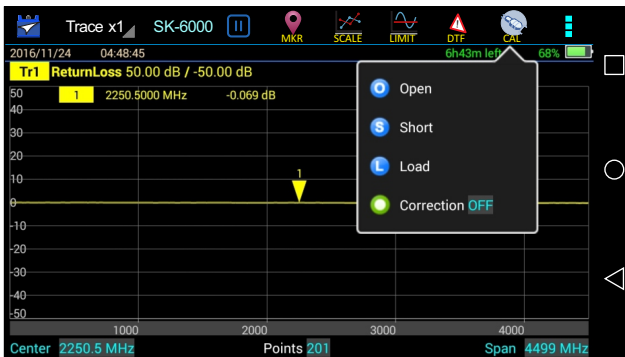 Trace x1 SK-6000 MKR SCALE LIMIT DTF CAL
2016/11/24 04:48:45 6h43m left 68%
Tr1 ReturnLoss 50.00 dB / -50.00 dB
50 1 2250.5000 MHz -0.069 dB
40
O Open
30
S Short
20
L Load
10 1
Correction OFF
0
-10
-20
-30
-40
-50
1000 2000 3000 4000
Center 2250.5 MHz Points 201 Span 4499 MHz